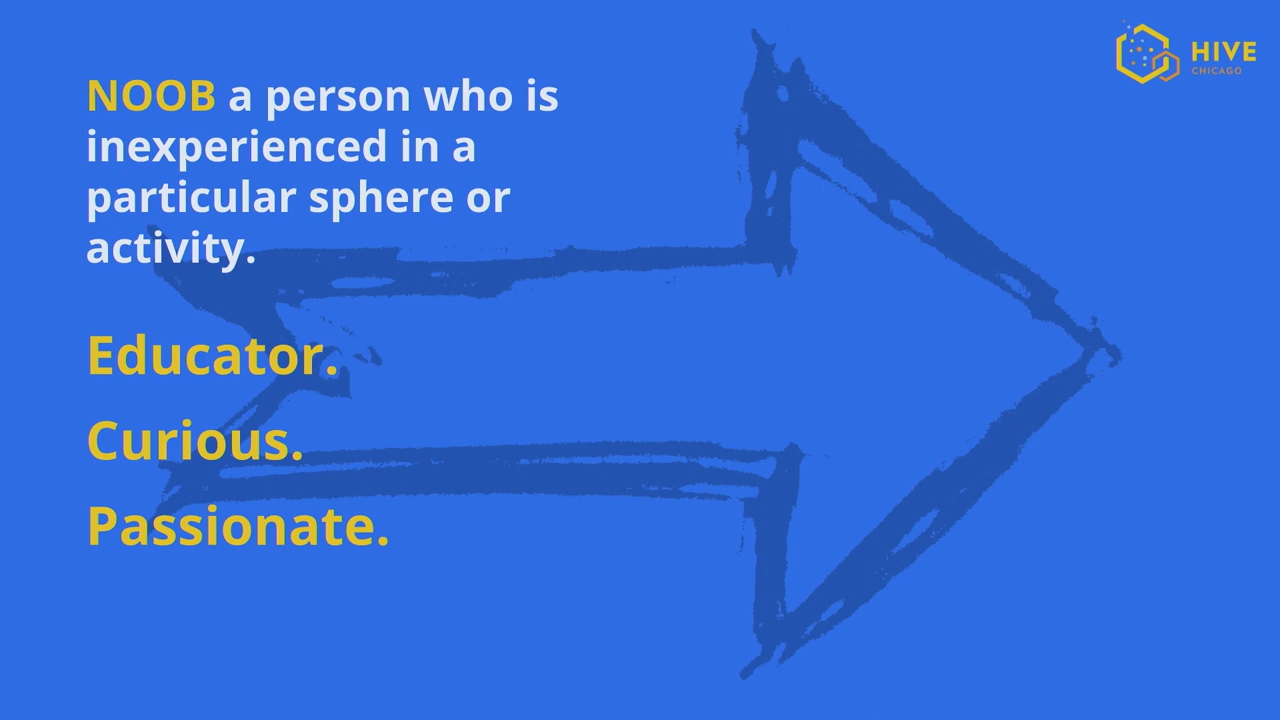 NOOB a person who is
inexperienced in a
particular sphere or
activity.
Educator.
Curious.
Passionate.
HIVE
CHICAGO